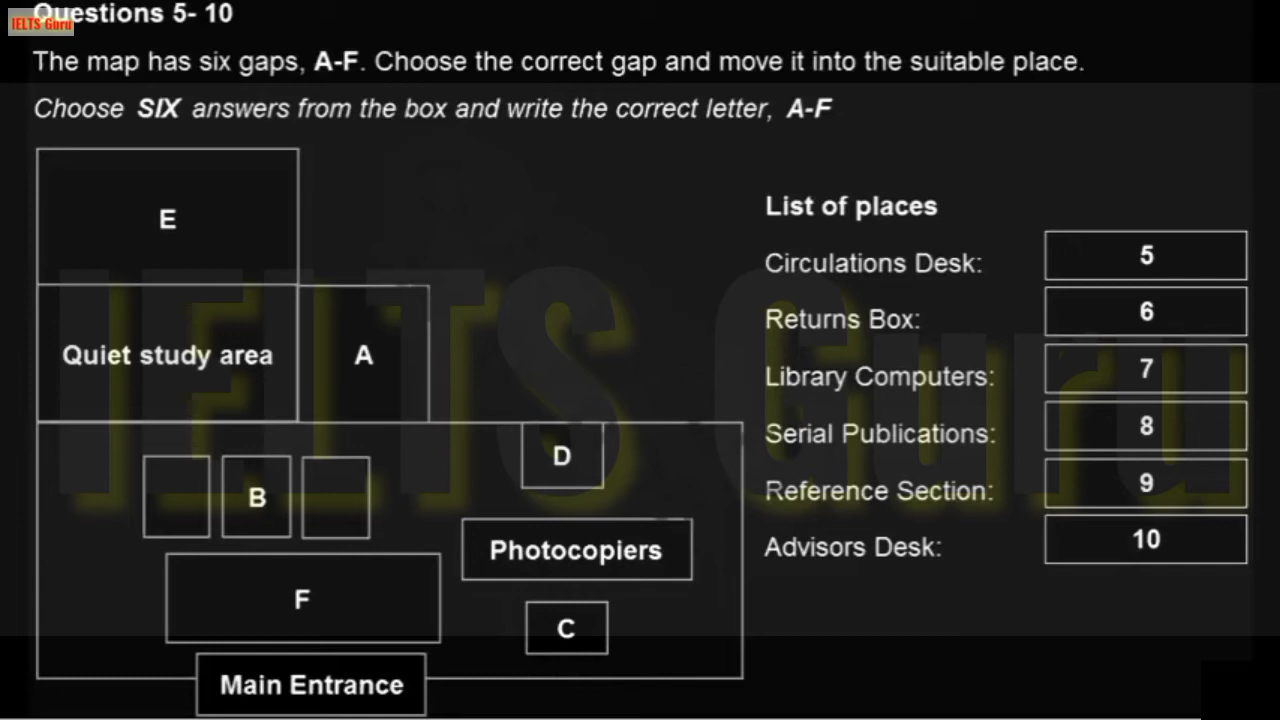 Questions 5- 10
IELTS Guru
The map has six gaps, A-F. Choose the correct gap and move it into the suitable place.
Choose SIX answers from the box and write the correct letter, A-F
E
Quiet study area
A
D
B
Photocopiers
F
C
Main Entrance
List of places
Circulations Desk: 5
Returns Box: 6
Library Computers: 7
Serial Publications: 8
Reference Section: 9
Advisors Desk: 10
IELTS Guru